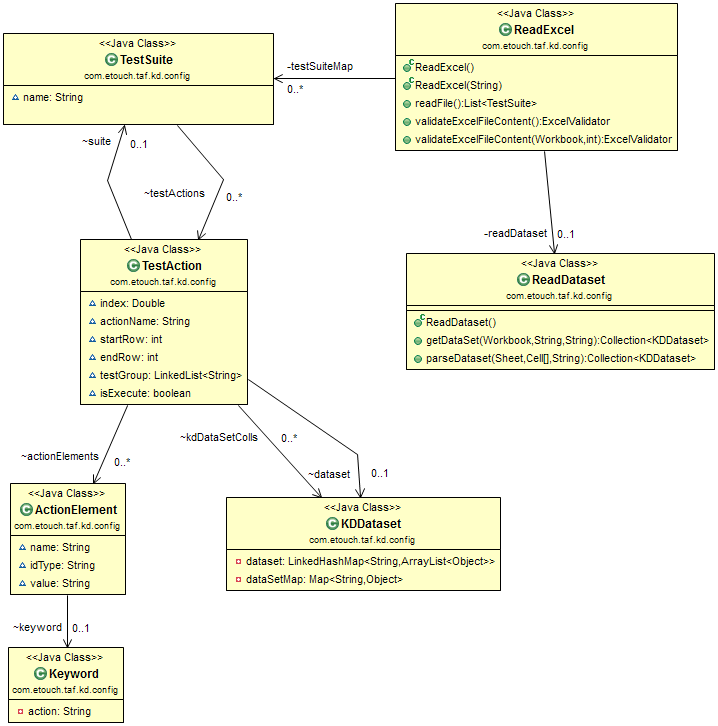 <<Java Class>>
TestSuite
com.etouch.taf.kd.config
name: String
<<Java Class>>
ReadExcel
com.etouch.taf.kd.config
ReadExcel()
ReadExcel(String)
readFile():List<TestSuite>
validateExcelFileContent():ExcelValidator
validateExcelFileContent(Workbook,int):ExcelValidator
-testSuiteMap
0..*
~suite
0..1
~testActions
0..*
-readDataset
0..1
<<Java Class>>
TestAction
com.etouch.taf.kd.config
index: Double
actionName: String
startRow: int
endRow: int
testGroup: LinkedList<String>
isExecute: boolean
<<Java Class>>
ReadDataset
com.etouch.taf.kd.config
ReadDataset()
getDataSet(Workbook,String,String):Collection<KDDataset>
parseDataset(Sheet,Cell[],String):Collection<KDDataset>
~actionElements
0..*
~kdDataSetColls
0..*
~dataset
0..1
<<Java Class>>
ActionElement
com.etouch.taf.kd.config
name: String
idType: String
value: String
<<Java Class>>
KDDataset
com.etouch.taf.kd.config
dataset: LinkedHashMap<String,ArrayList<Object>>
dataSetMap: Map<String,Object>
~keyword
0..1
<<Java Class>>
Keyword
com.etouch.taf.kd.config
action: String